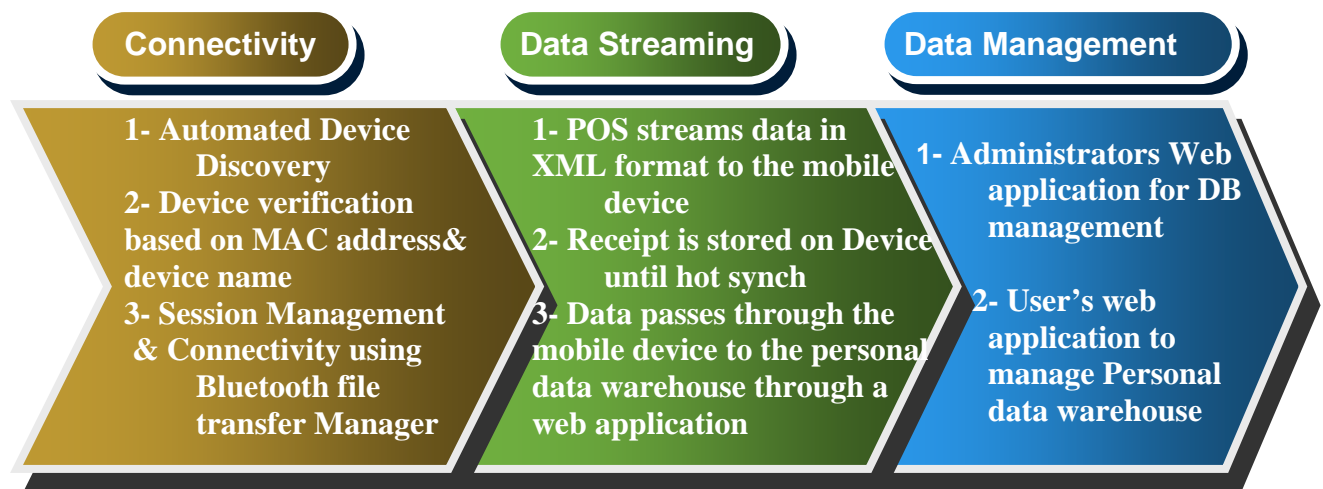 Connectivity
1- Automated Device
Discovery
2- Device verification
based on MAC address&
device name
3- Session Management
& Connectivity using
Bluetooth file
transfer Manager
Data Streaming
1- POS streams data in
XML format to the mobile
device
2- Receipt is stored on Device
until hot synch
3- Data passes through the
mobile device to the personal
data warehouse through a
web application
Data Management
1- Administrators Web
application for DB
management
2- User’s web
application to
manage Personal
data warehouse